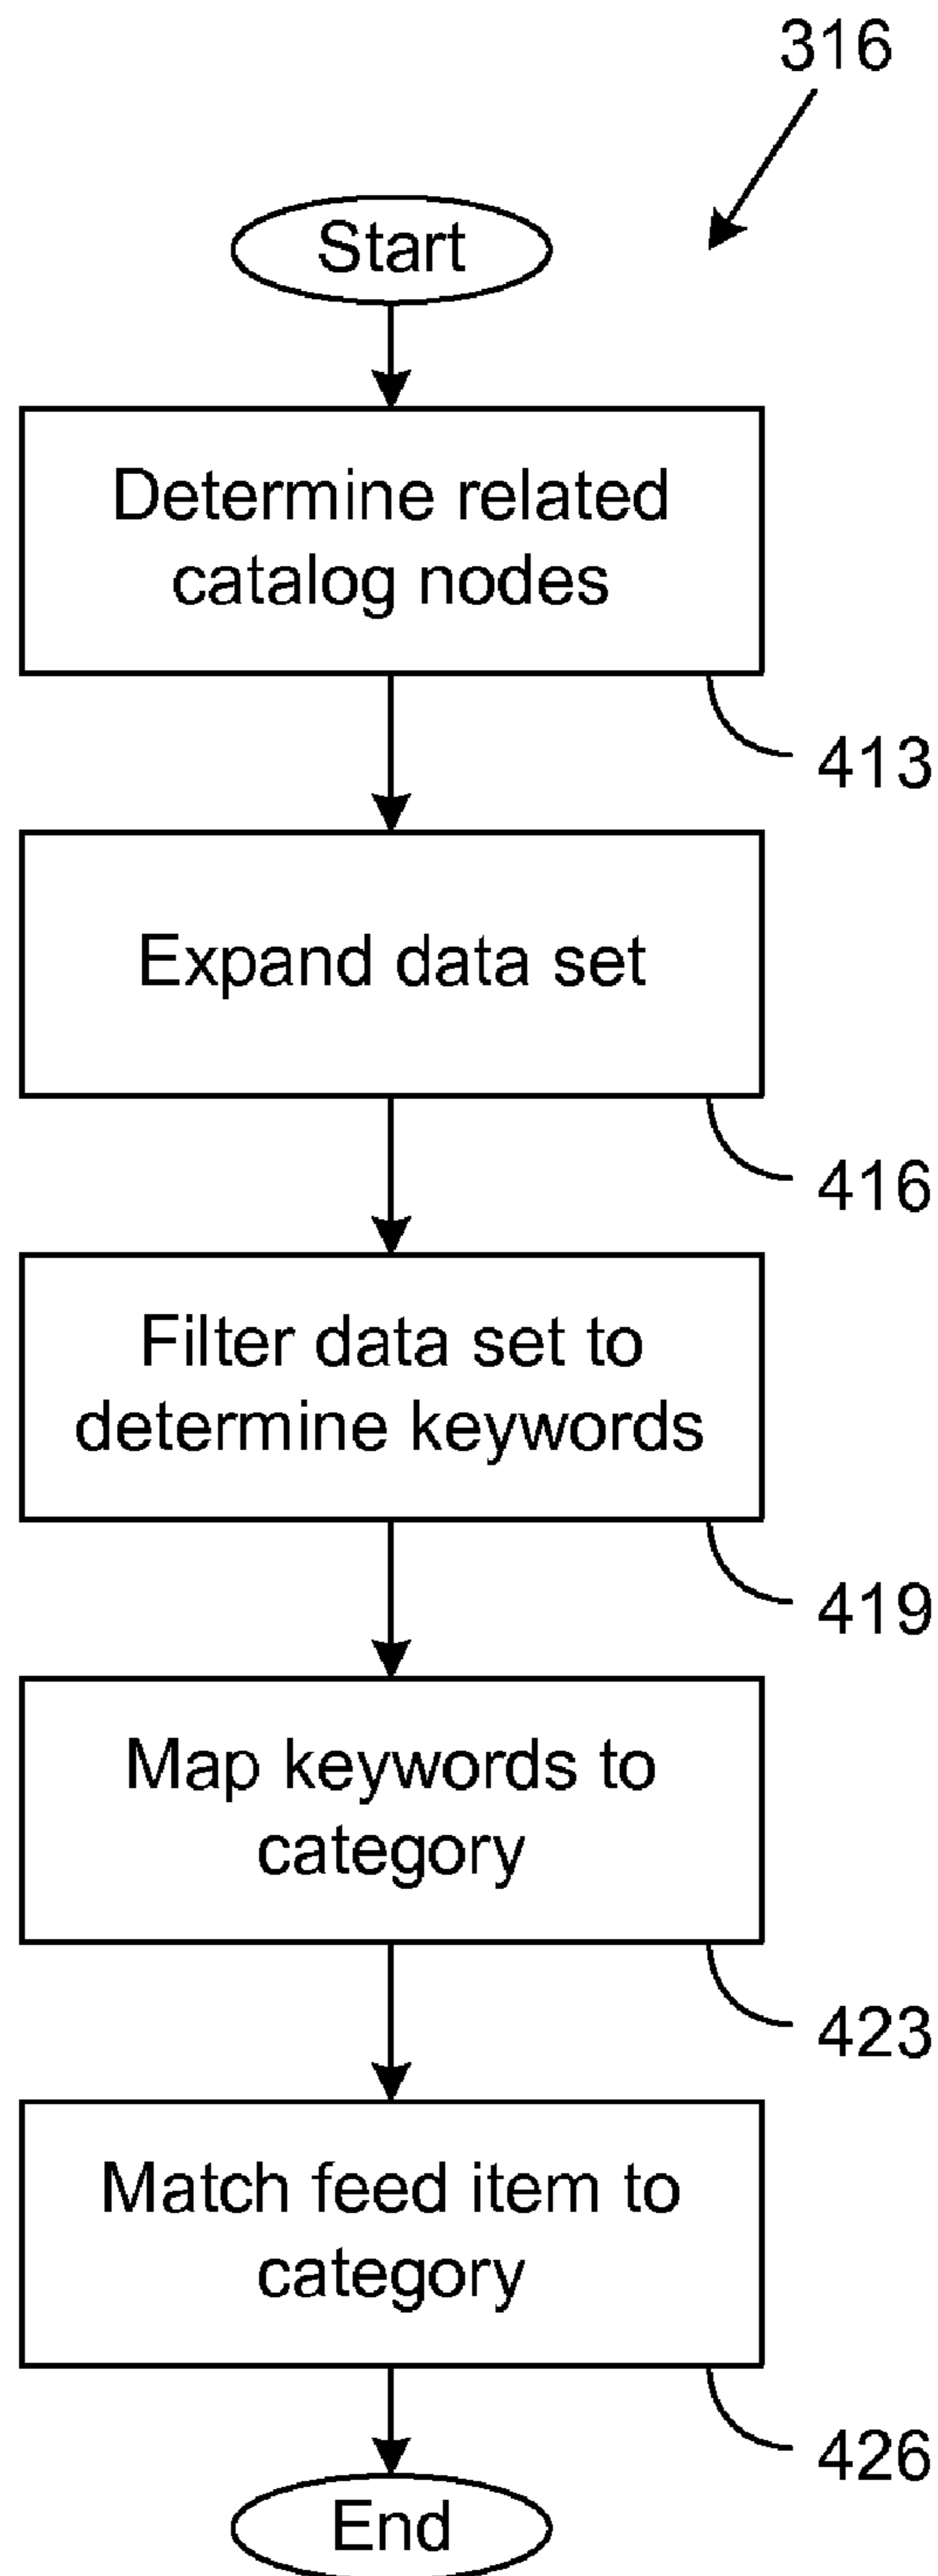 316
Start
Determine related
catalog nodes
413
Expand data set
416
Filter data set to
determine keywords
419
Map keywords to
category
423
Match feed item to
category
426
End